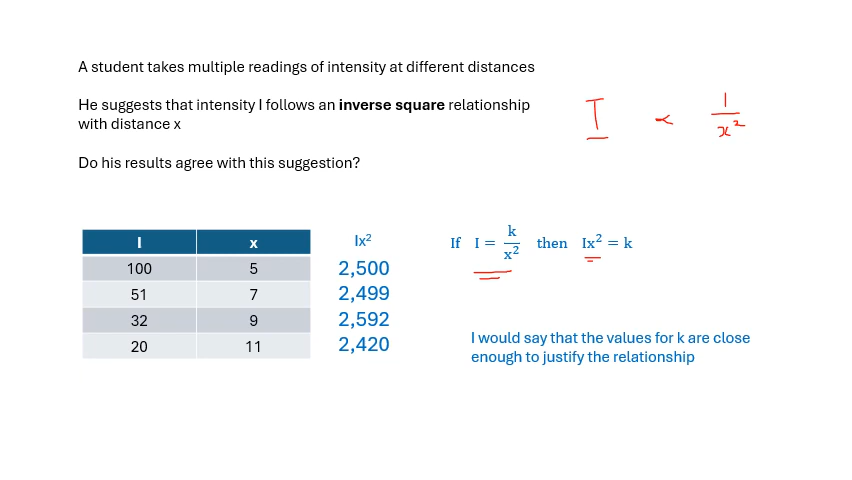 A student takes multiple readings of intensity at different distances
He suggests that intensity I follows an inverse square relationship
with distance x
I ∝ 1/x²
Do his results agree with this suggestion?
I x Ix²
100 5 2,500
51 7 2,499
32 9 2,592
20 11 2,420
If I = k/x² then Ix² = k
I would say that the values for k are close
enough to justify the relationship